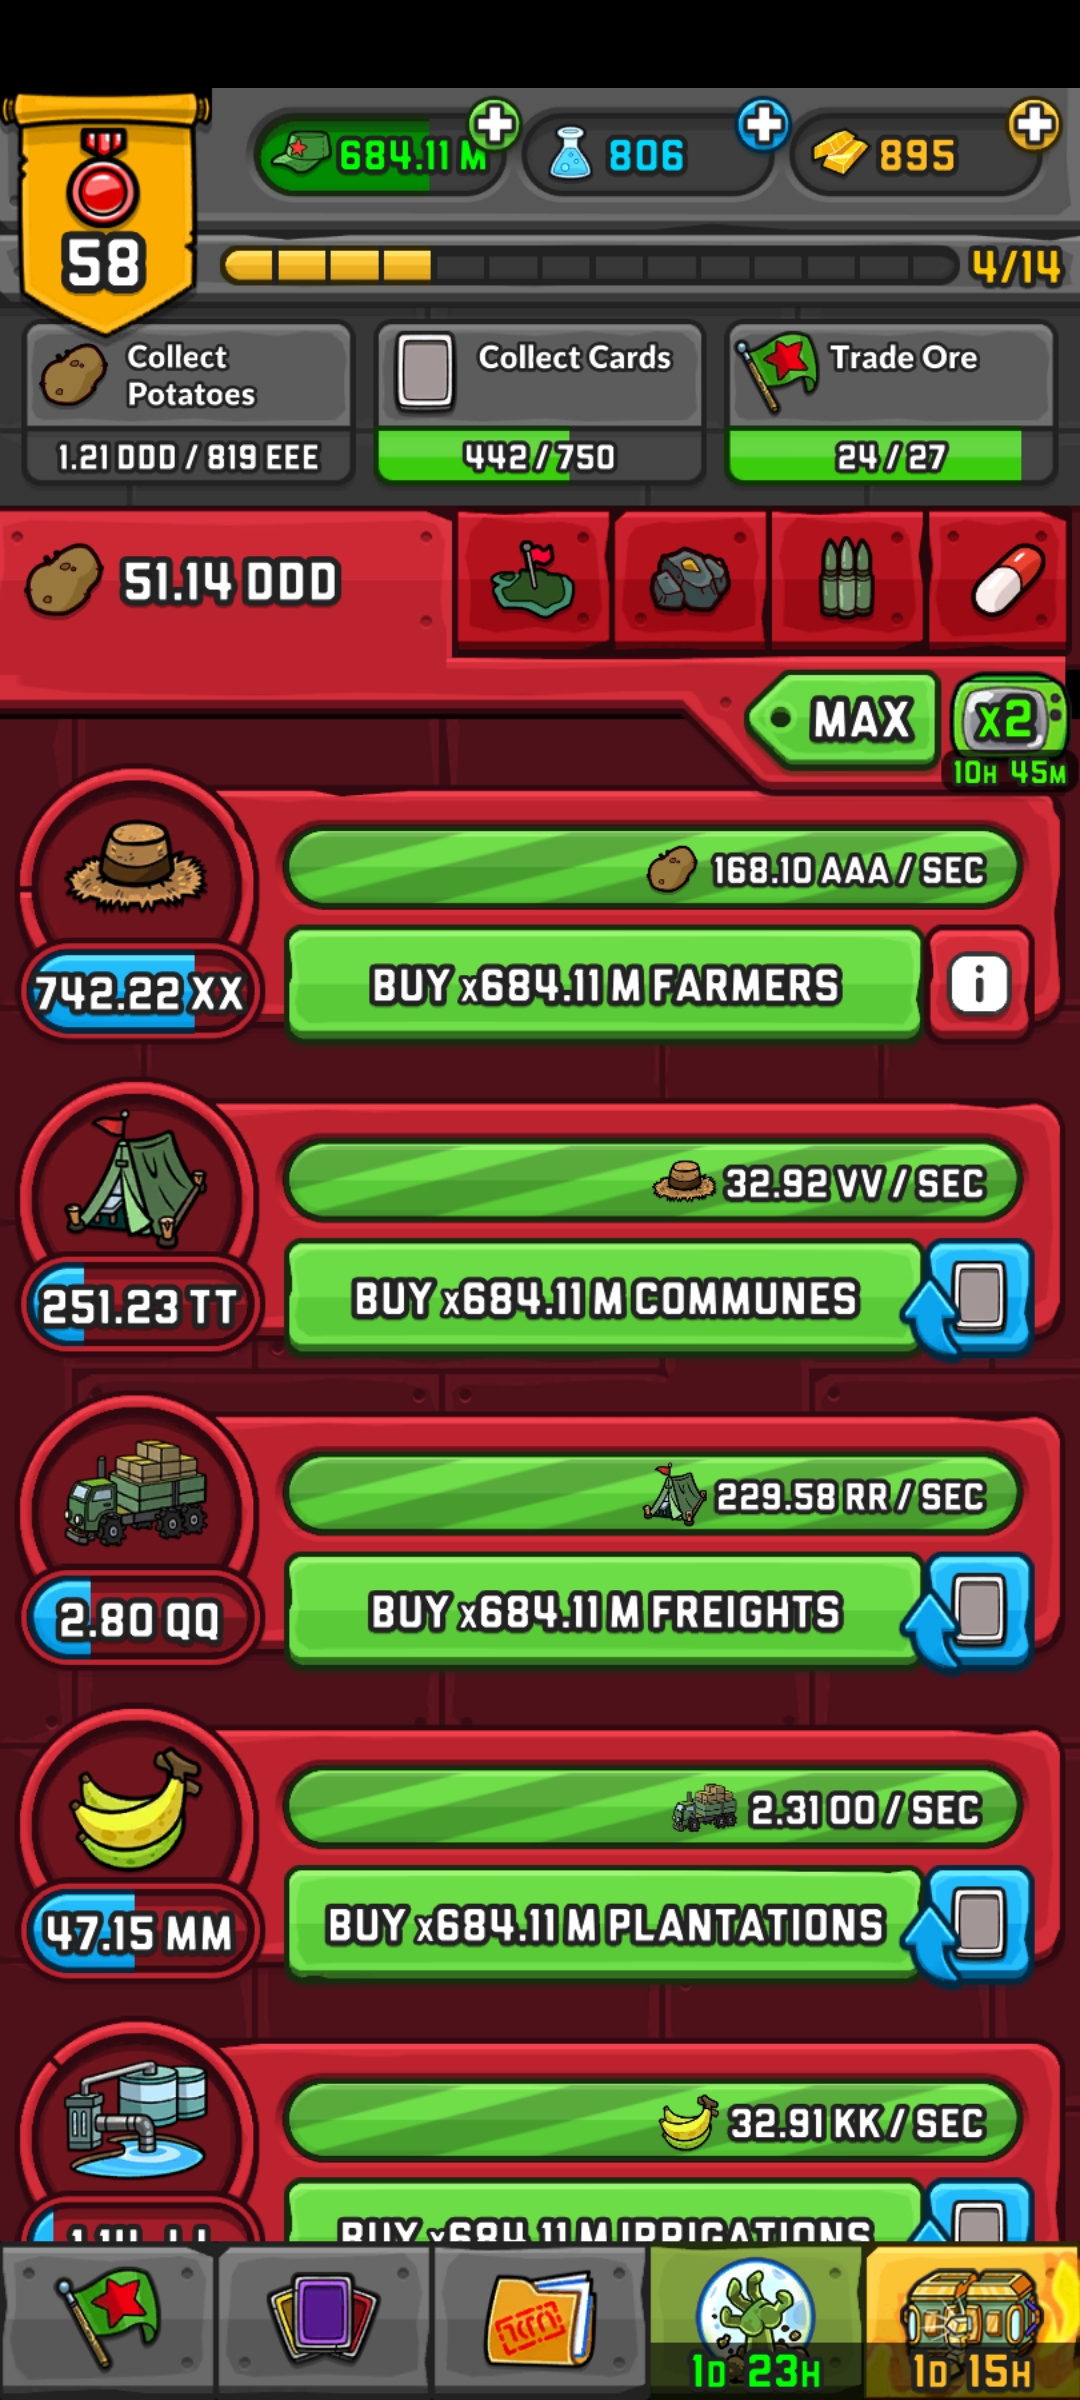 684.11 M
806
895
58
4/14
Collect
Potatoes
Collect Cards
Trade Ore
1.21 DDD / 819 EEE
442 / 750
24 / 27
51.14 DDD
MAX
x2
10H 45M
168.10 AAA / SEC
742.22 XX
BUY x684.11 M FARMERS
i
32.92 VV / SEC
251.23 TT
BUY x684.11 M COMMUNES
229.58 RR / SEC
2.80 QQ
BUY x684.11 M FREIGHTS
2.31 OO / SEC
47.15 MM
BUY x684.11 M PLANTATIONS
32.91 KK / SEC
BUY x684.11 M IRRIGATIONS
1D 23H
1D 15H